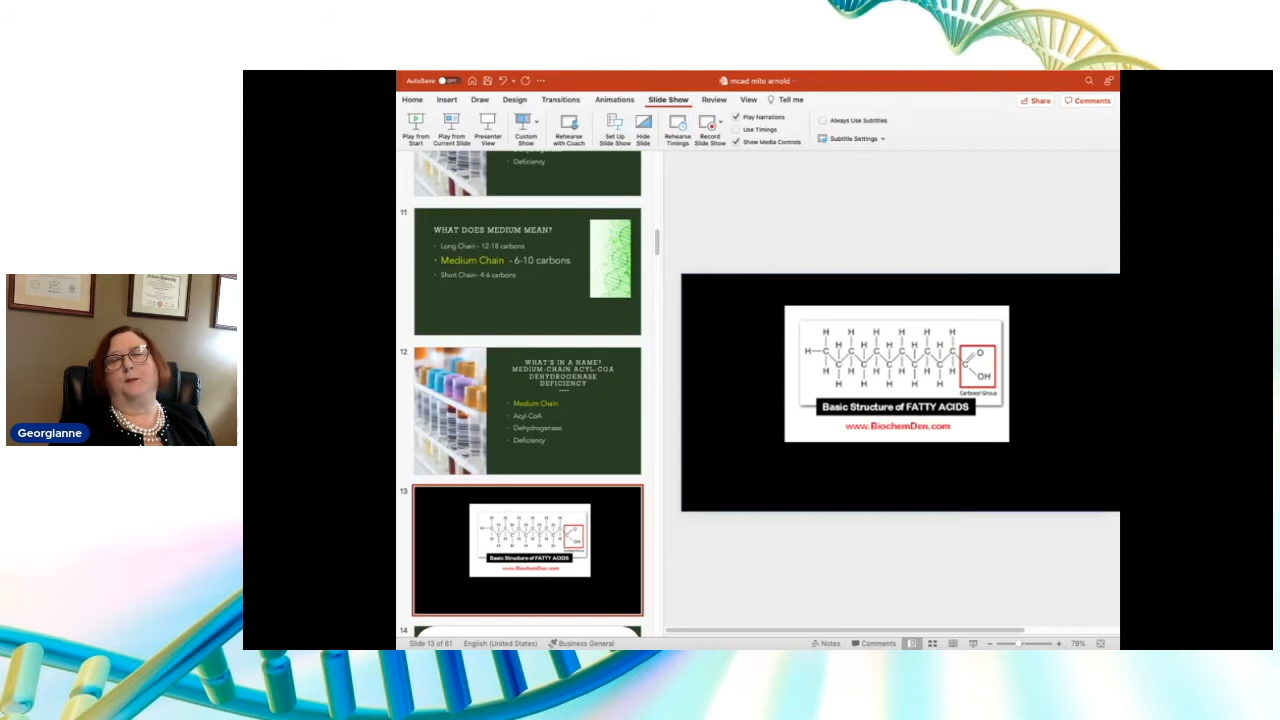 AutoSave OFF
mcad mito arnold
Home Insert Draw Design Transitions Animations Slide Show Review View Tell me
Share Comments
Play from Start
Play from Current Slide
Presenter View
Custom Show
Rehearse with Coach
Set Up Slide Show
Hide Slide
Rehearse Timings
Record Slide Show
Play Narrations
Use Timings
Show Media Controls
Always Use Subtitles
Subtitle Settings
Deficiency
11
WHAT DOES MEDIUM MEAN?
Long Chain - 12-18 carbons
Medium Chain - 6-10 carbons
Short Chain- 4-6 carbons
12
WHAT'S IN A NAME?
MEDIUM-CHAIN ACYL-COA
DEHYDROGENASE
DEFICIENCY
Medium Chain
Acyl-CoA
Dehydrogenase
Deficiency
13
Basic Structure of FATTY ACIDS
www.BiochemDen.com
14
H H H H H H
H C C C C C C C C C C C C O
H H H H H H OH
Carboxyl Group
Basic Structure of FATTY ACIDS
www.BiochemDen.com
Georgianne
Slide 13 of 61 English (United States) Business General
Notes Comments 79%